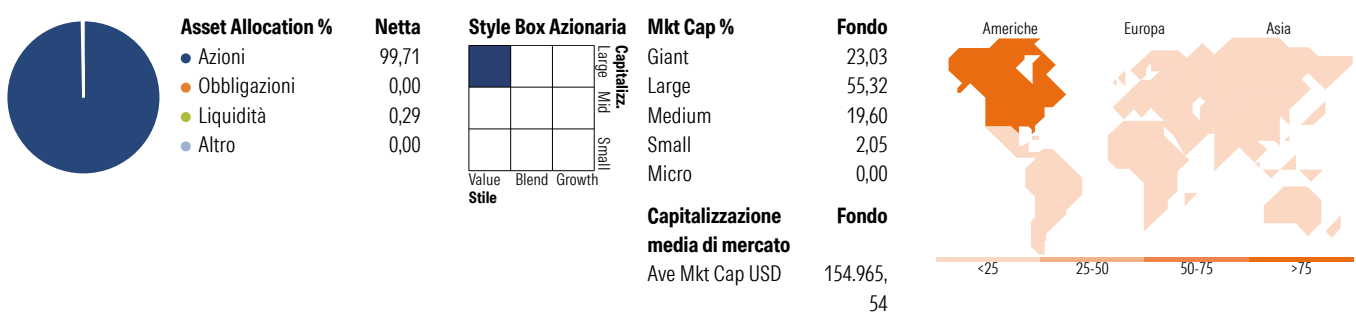 Asset Allocation % Netta
Azioni 99,71
Obbligazioni 0,00
Liquidità 0,29
Altro 0,00
Style Box Azionaria
Capitalizz.
Large Mid Small
Value Blend Growth
Stile
Mkt Cap % Fondo
Giant 23,03
Large 55,32
Medium 19,60
Small 2,05
Micro 0,00
Capitalizzazione Fondo
media di mercato
Ave Mkt Cap USD 154.965,
54
Americhe Europa Asia
<25 25-50 50-75 >75